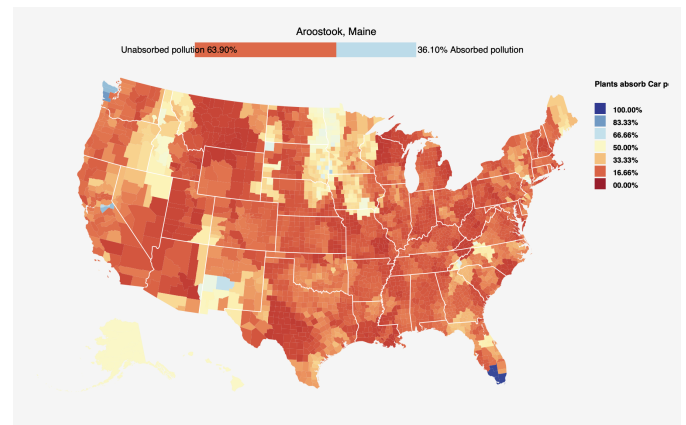 Aroostook, Maine
Unabsorbed pollution 63.90% 36.10% Absorbed pollution
Plants absorb Car p
100.00%
83.33%
66.66%
50.00%
33.33%
16.66%
00.00%